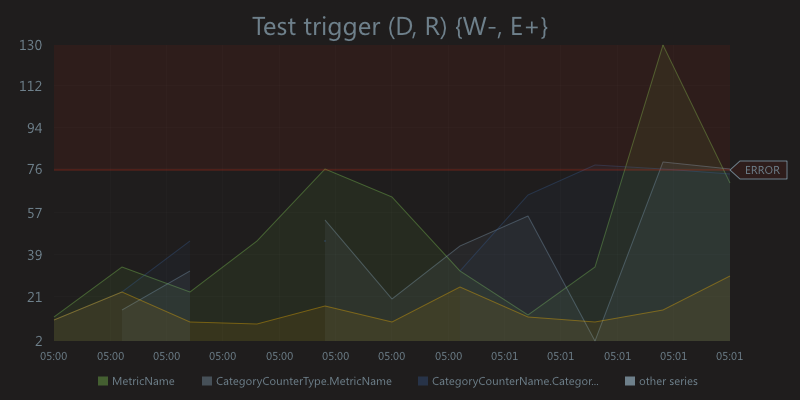 Test trigger (D, R) {W-, E+}
130
112
94
76
57
39
21
2
ERROR
05:00 05:00 05:00 05:00 05:00 05:00 05:00 05:00 05:01 05:01 05:01 05:01 05:01
MetricName CategoryCounterType.MetricName CategoryCounterName.Categor... other series